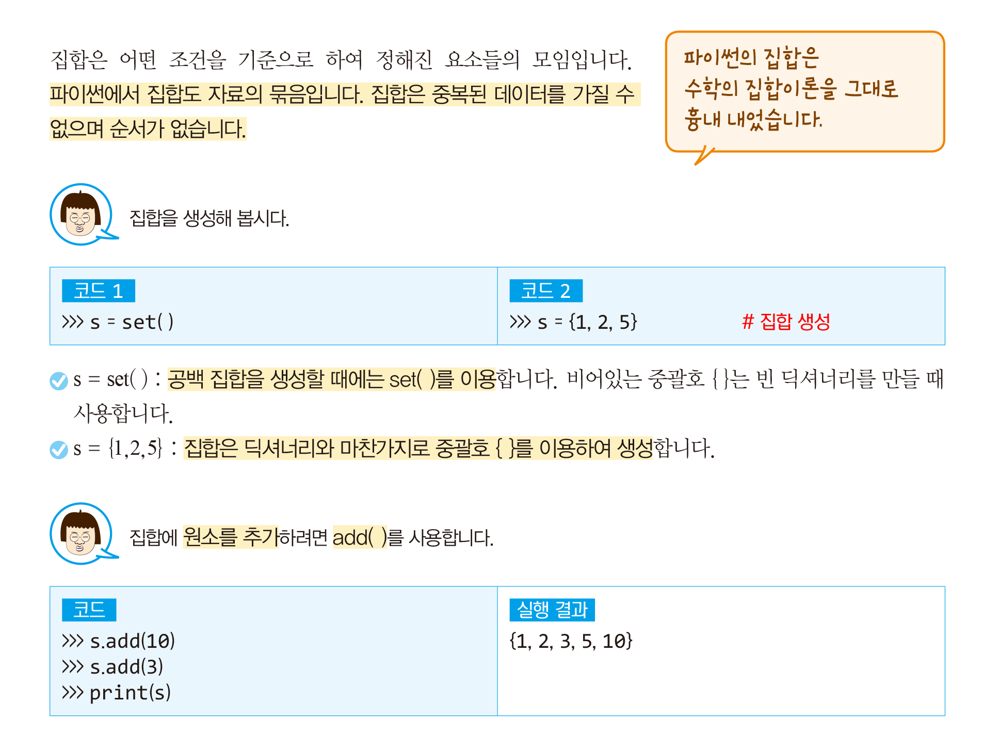 집합은 어떤 조건을 기준으로 하여 정해진 요소들의 모임입니다.
파이썬에서 집합도 자료의 묶음입니다. 집합은 중복된 데이터를 가질 수
없으며 순서가 없습니다.
파이썬의 집합은
수학의 집합이론을 그대로
흉내 내었습니다.
집합을 생성해 봅시다.
코드 1
>>> s = set( )
코드 2
>>> s = {1, 2, 5} # 집합 생성
s = set( ) : 공백 집합을 생성할 때에는 set( )를 이용합니다. 비어있는 중괄호 { }는 빈 딕셔너리를 만들 때
사용합니다.
s = {1,2,5} : 집합은 딕셔너리와 마찬가지로 중괄호 { }를 이용하여 생성합니다.
집합에 원소를 추가하려면 add( )를 사용합니다.
코드
>>> s.add(10)
>>> s.add(3)
>>> print(s)
실행 결과
{1, 2, 3, 5, 10}